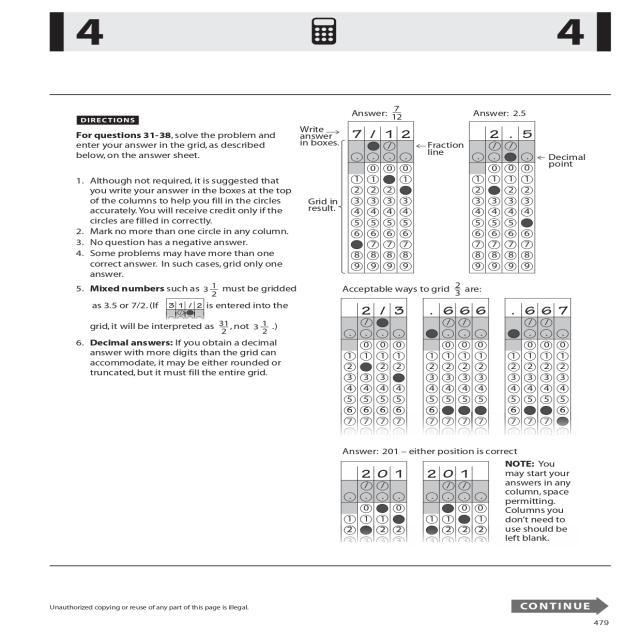 4 4
DIRECTIONS
For questions 31-38, solve the problem and
enter your answer in the grid, as described
below, on the answer sheet.
1. Although not required, it is suggested that
you write your answer in the boxes at the top
of the columns to help you fill in the circles
accurately. You will receive credit only if the
circles are filled in correctly.
2. Mark no more than one circle in any column.
3. No question has a negative answer.
4. Some problems may have more than one
correct answer. In such cases, grid only one
answer.
5. Mixed numbers such as 3 1/2 must be gridded
as 3.5 or 7/2. (If 3 1 / 2 is entered into the
grid, it will be interpreted as 31/2, not 3 1/2.)
6. Decimal answers: If you obtain a decimal
answer with more digits than the grid can
accommodate, it may be either rounded or
truncated, but it must fill the entire grid.
Answer: 7/12
Write
answer
in boxes.
7 / 1 2
Fraction
line
Grid in
result.
Answer: 2.5
2 . 5
Decimal
point
Acceptable ways to grid 2/3 are:
2 / 3
. 6 6 6
. 6 6 7
Answer: 201 – either position is correct
2 0 1
2 0 1
NOTE: You
may start your
answers in any
column, space
permitting.
Columns you
don't need to
use should be
left blank.
Unauthorized copying or reuse of any part of this page is illegal.
CONTINUE
479